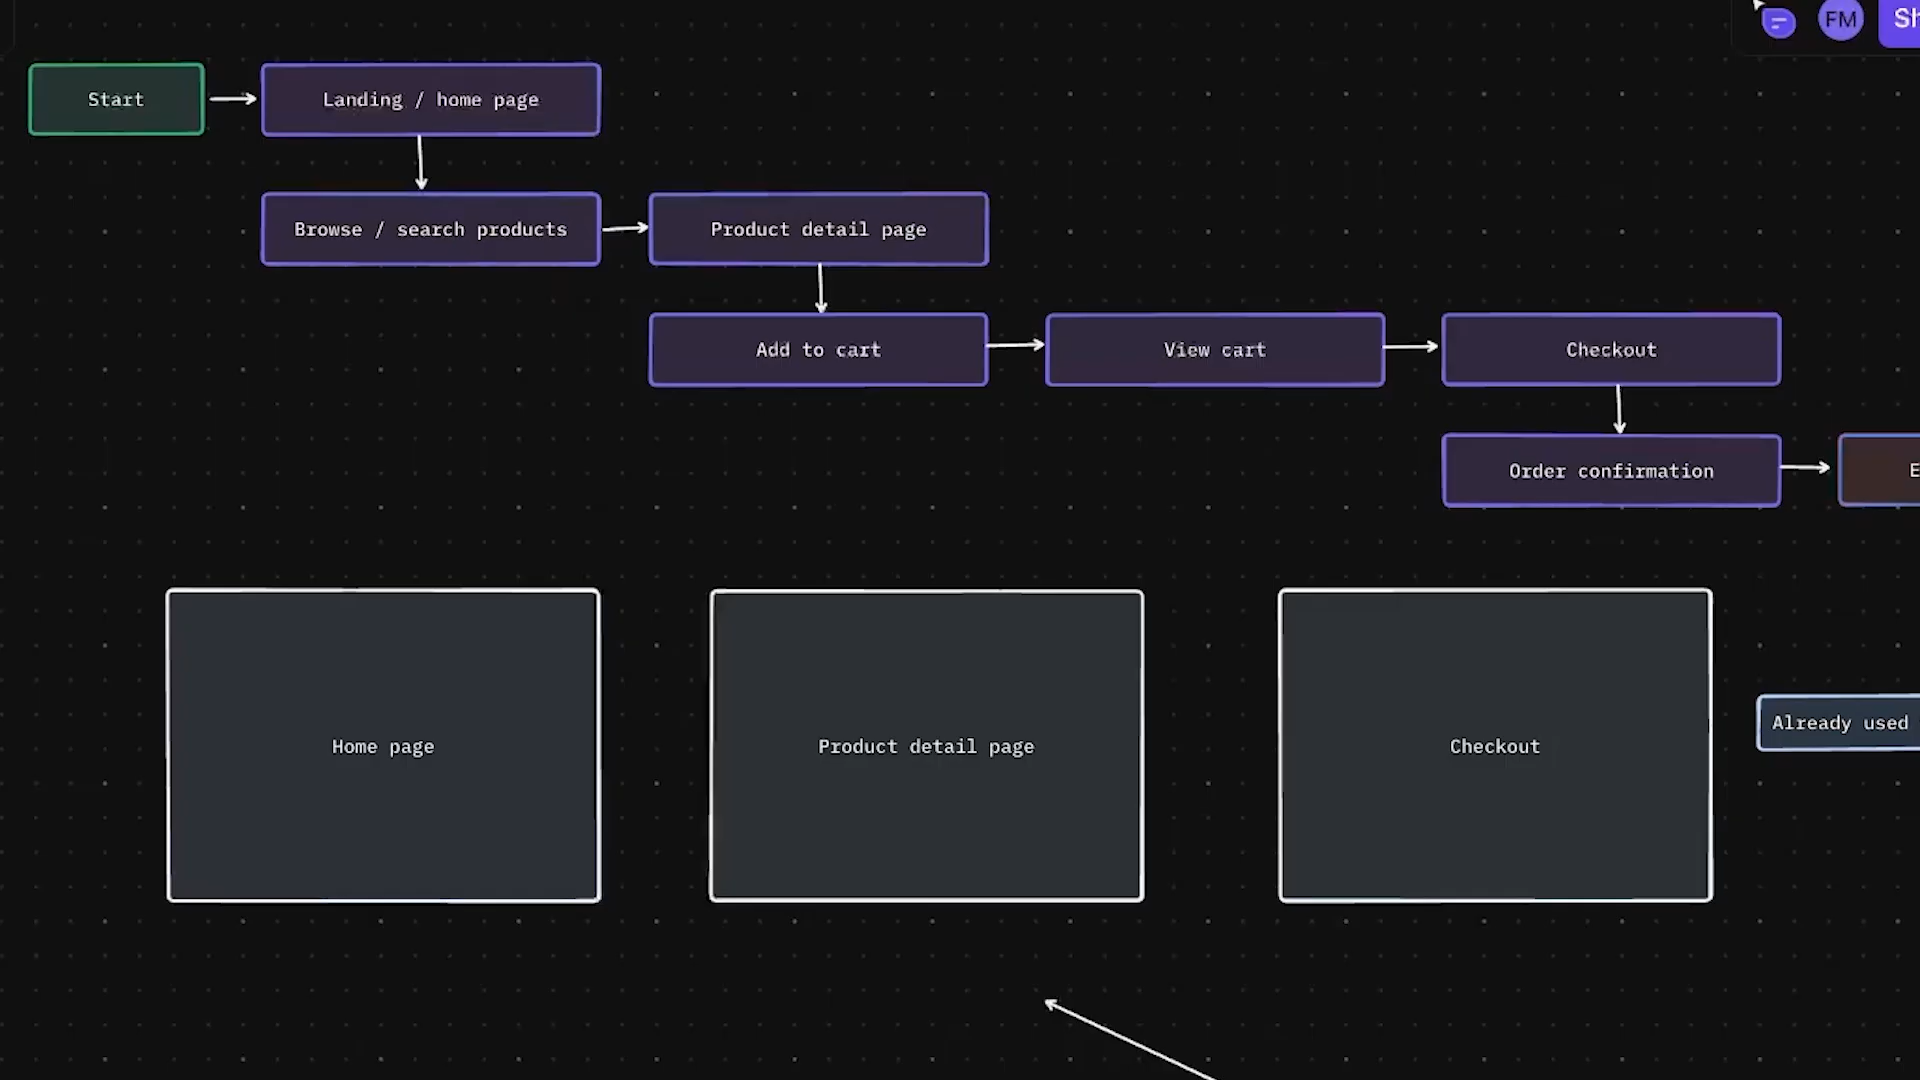 FM
Start
Landing / home page
Browse / search products
Product detail page
Add to cart
View cart
Checkout
Order confirmation
Home page
Product detail page
Checkout
Already used